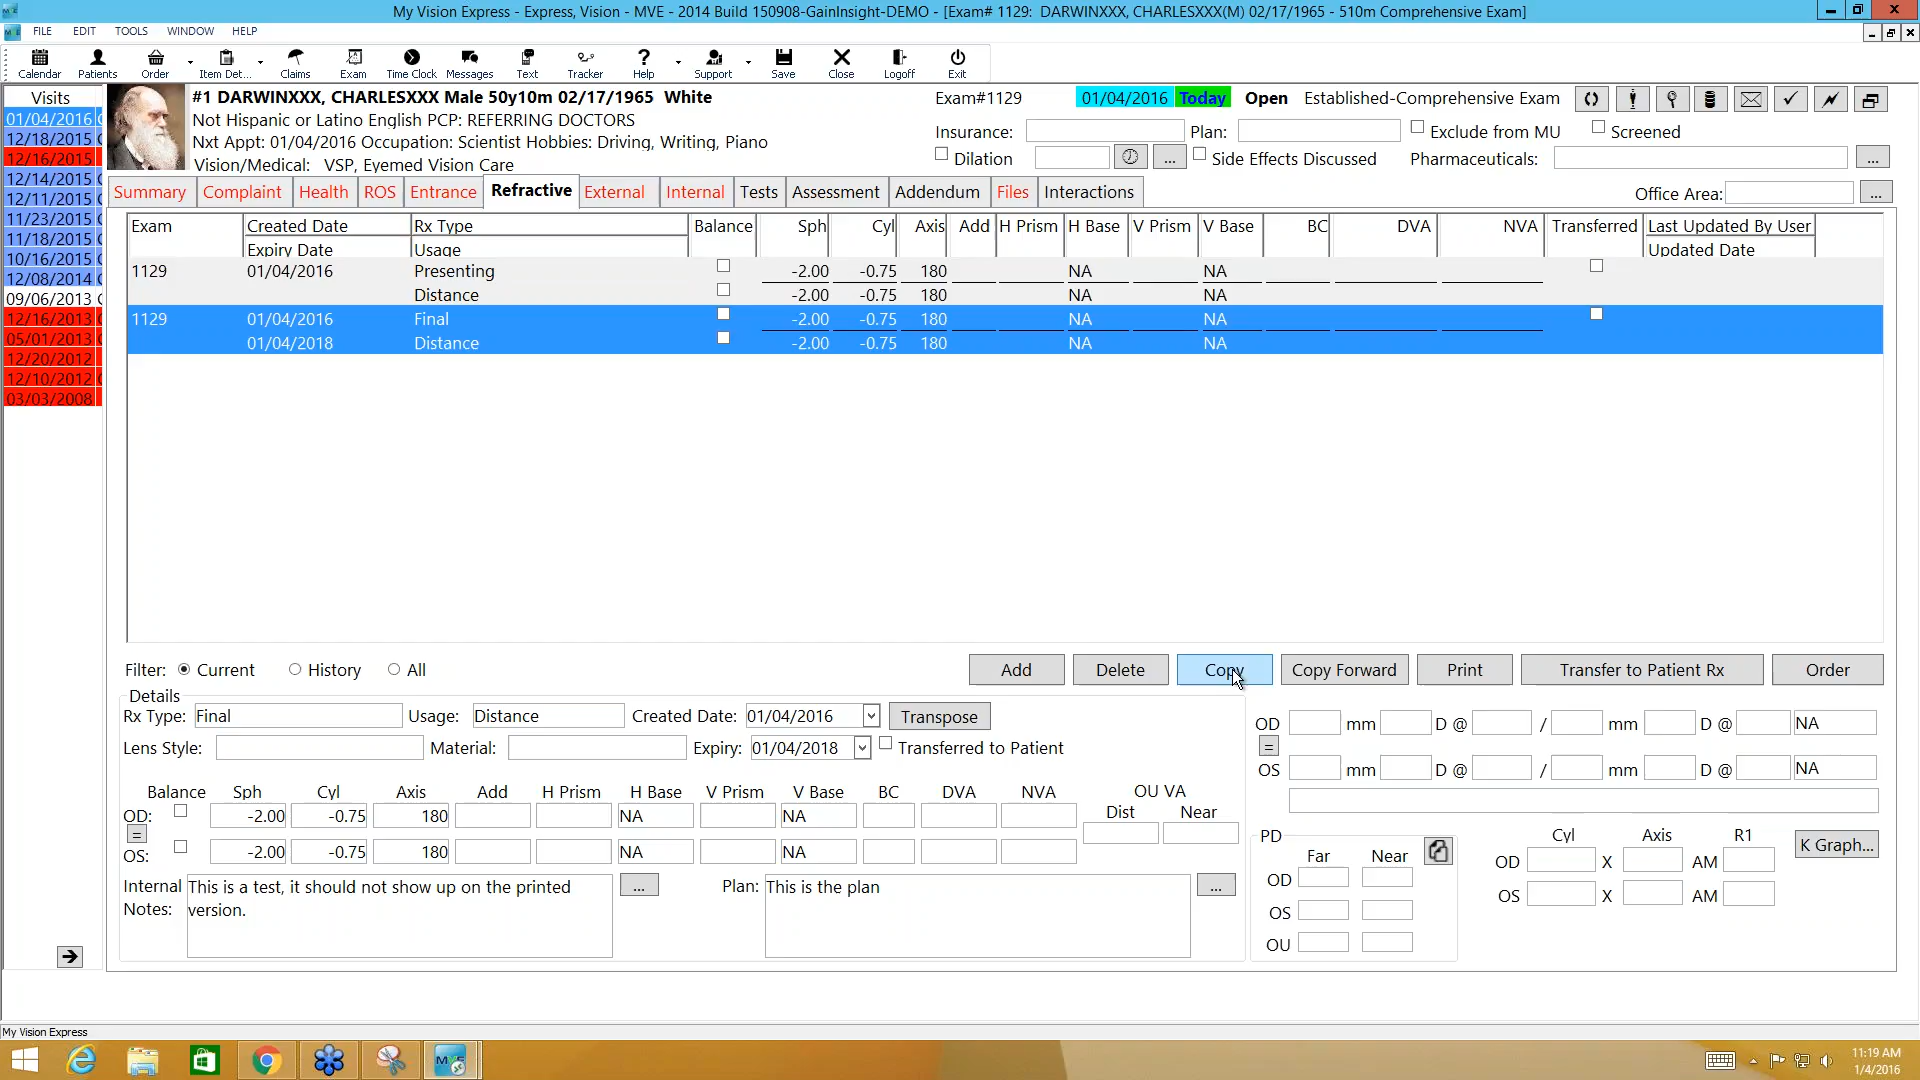 My Vision Express - Express, Vision - MVE - 2014 Build 150908-GainInsight-DEMO - [Exam# 1129: DARWINXXX, CHARLESXXX(M) 02/17/1965 - 510m Comprehensive Exam]
FILE EDIT TOOLS WINDOW HELP
Calendar Patients Order Item Det... Claims Exam Time Clock Messages Text Tracker Help Support Save Close Logoff Exit
Visits
01/04/2016
12/18/2015
12/16/2015
12/14/2015
12/11/2015
11/23/2015
11/18/2015
10/16/2015
12/08/2014
09/06/2013
12/16/2013
05/01/2013
12/20/2012
12/10/2012
03/03/2008
#1 DARWINXXX, CHARLESXXX Male 50y10m 02/17/1965 White
Not Hispanic or Latino English PCP: REFERRING DOCTORS
Nxt Appt: 01/04/2016 Occupation: Scientist Hobbies: Driving, Writing, Piano
Vision/Medical: VSP, Eyemed Vision Care
Exam#1129 01/04/2016 Today Open Established-Comprehensive Exam
Insurance: Plan: Exclude from MU Screened
Dilation ... Side Effects Discussed Pharmaceuticals: ...
Office Area: ...
Summary Complaint Health ROS Entrance Refractive External Internal Tests Assessment Addendum Files Interactions
Exam Created Date Rx Type Balance Sph Cyl Axis Add H Prism H Base V Prism V Base BC DVA NVA Transferred Last Updated By User
Expiry Date Usage Updated Date
1129 01/04/2016 Presenting -2.00 -0.75 180 NA NA
Distance -2.00 -0.75 180 NA NA
1129 01/04/2016 Final -2.00 -0.75 180 NA NA
01/04/2018 Distance -2.00 -0.75 180 NA NA
Filter: Current History All Add Delete Copy Copy Forward Print Transfer to Patient Rx Order
Details
Rx Type: Final Usage: Distance Created Date: 01/04/2016 Transpose
Lens Style: Material: Expiry: 01/04/2018 Transferred to Patient
Balance Sph Cyl Axis Add H Prism H Base V Prism V Base BC DVA NVA OU VA
Dist Near
OD: -2.00 -0.75 180 NA NA
=
OS: -2.00 -0.75 180 NA NA
Internal Notes: This is a test, it should not show up on the printed
version.
...
Plan: This is the plan
...
OD mm D @ / mm D @ NA
=
OS mm D @ / mm D @ NA
PD
Far Near
OD
OS
OU
Cyl Axis R1
OD X AM
OS X AM
K Graph...
My Vision Express
MVE
11:19 AM
1/4/2016